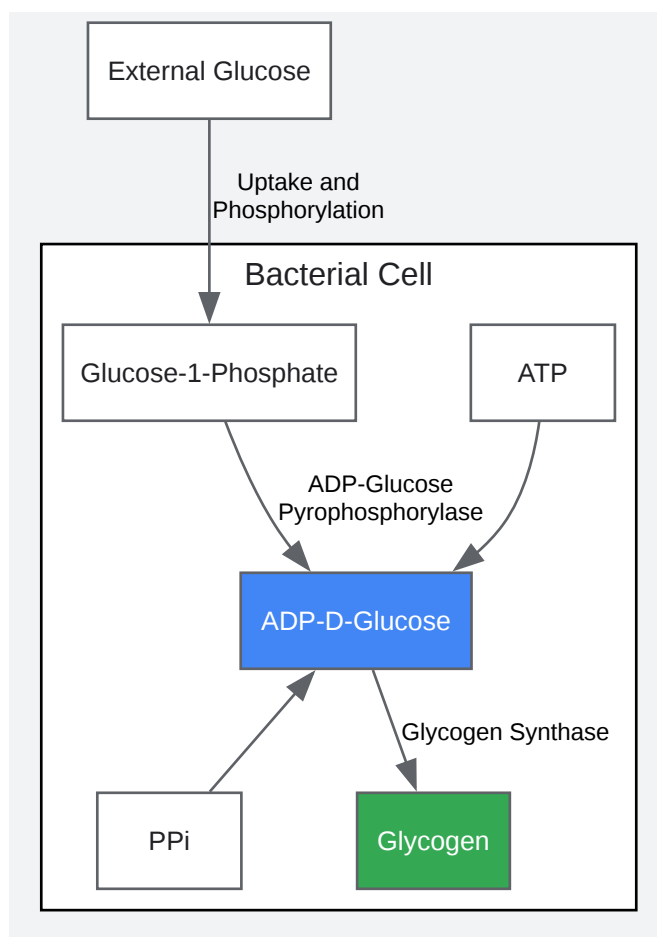 External Glucose
Uptake and
Phosphorylation
Bacterial Cell
Glucose-1-Phosphate
ATP
ADP-Glucose
Pyrophosphorylase
ADP-D-Glucose
Glycogen Synthase
PPi
Glycogen